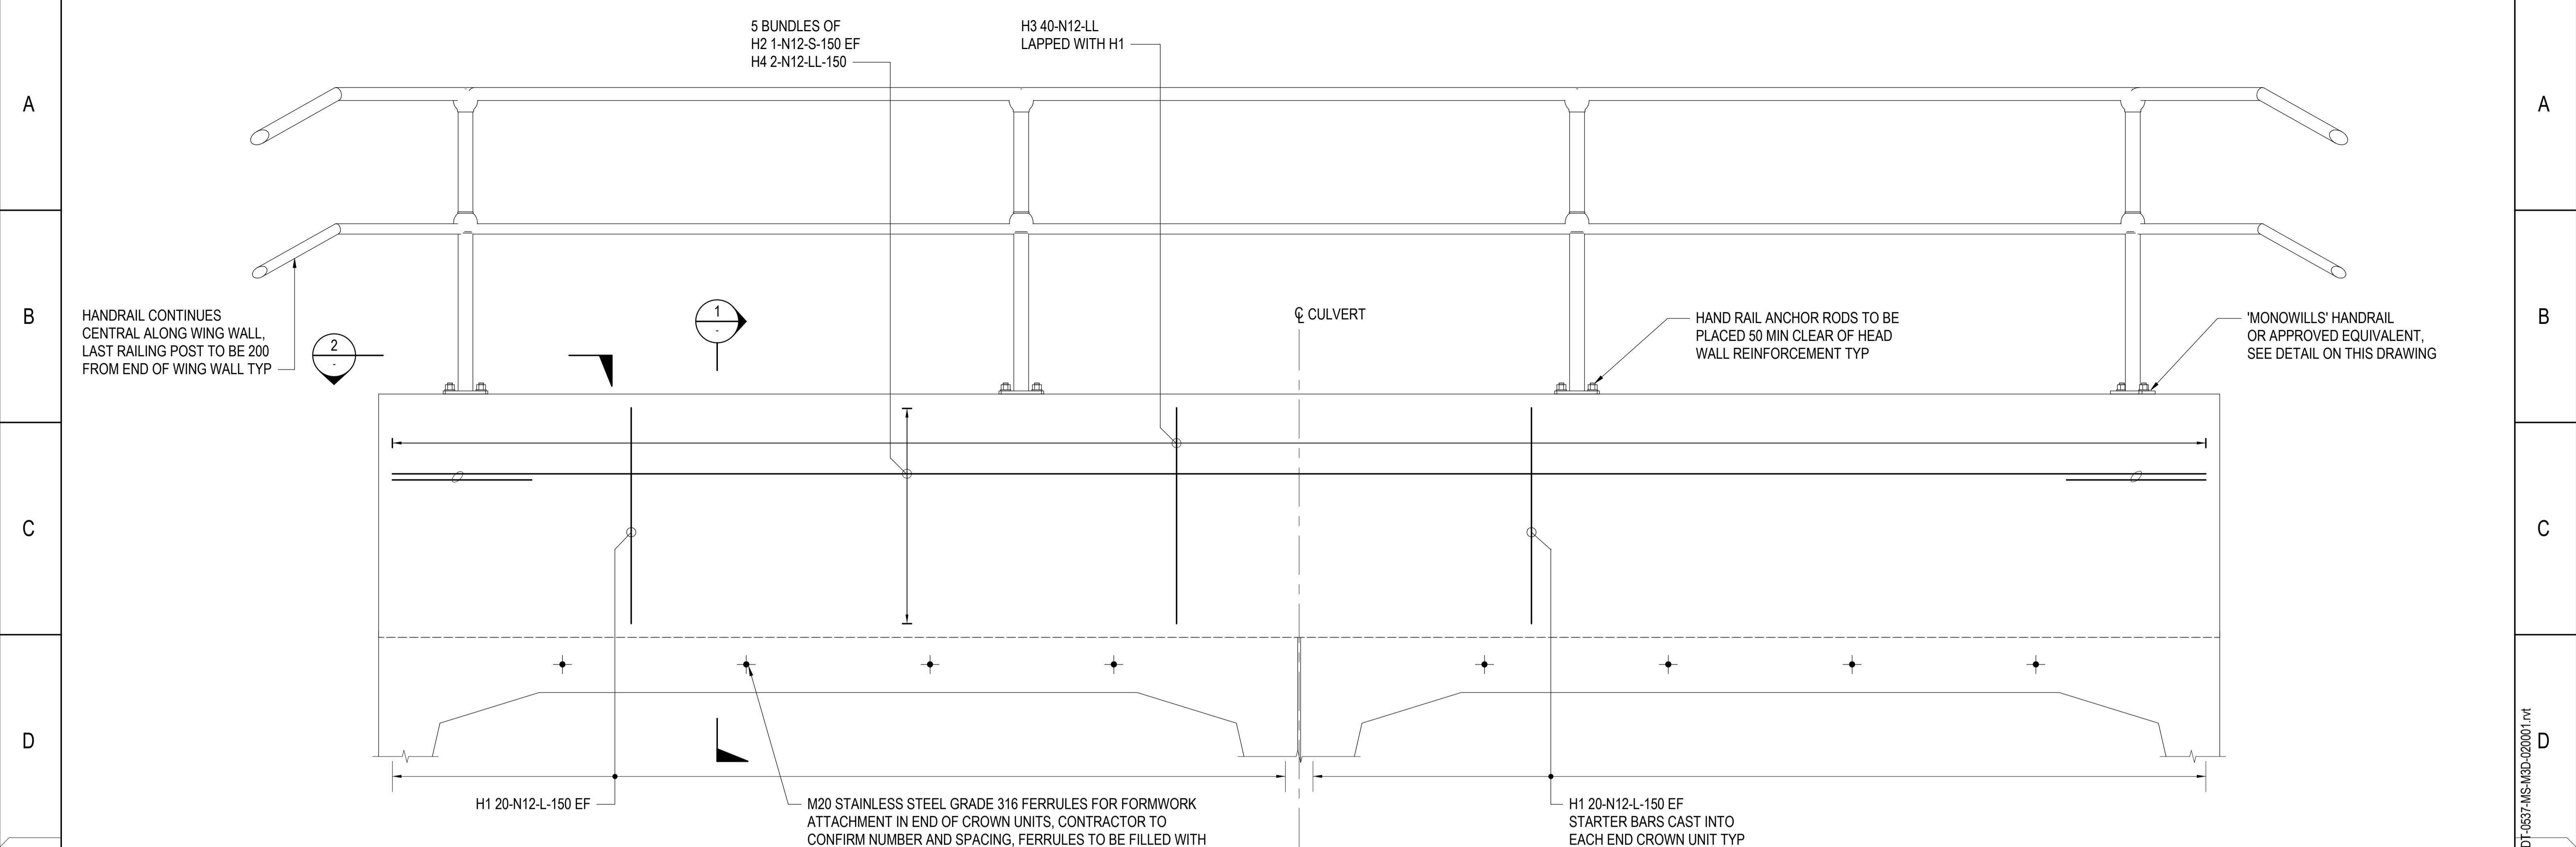 5 BUNDLES OF
H2 1-N12-S-150 EF
H4 2-N12-LL-150
H3 40-N12-LL
LAPPED WITH H1
A
A
B
B
HANDRAIL CONTINUES
CENTRAL ALONG WING WALL,
LAST RAILING POST TO BE 200
FROM END OF WING WALL TYP
2
-
1
-
℄ CULVERT
HAND RAIL ANCHOR RODS TO BE
PLACED 50 MIN CLEAR OF HEAD
WALL REINFORCEMENT TYP
'MONOWILLS' HANDRAIL
OR APPROVED EQUIVALENT,
SEE DETAIL ON THIS DRAWING
C
C
D
D
H1 20-N12-L-150 EF
M20 STAINLESS STEEL GRADE 316 FERRULES FOR FORMWORK
ATTACHMENT IN END OF CROWN UNITS, CONTRACTOR TO
CONFIRM NUMBER AND SPACING, FERRULES TO BE FILLED WITH
H1 20-N12-L-150 EF
STARTER BARS CAST INTO
EACH END CROWN UNIT TYP
DT-0537-MS-M3D-020001.rvt